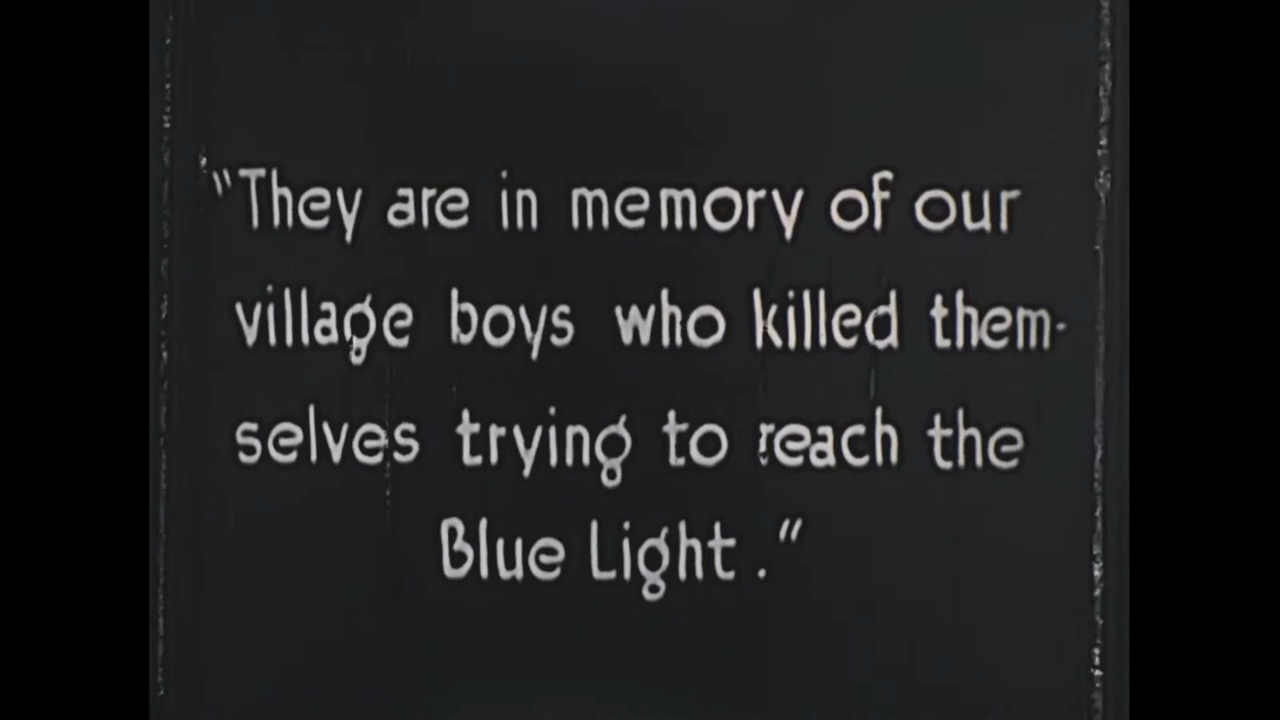 "They are in memory of our
village boys who killed them-
selves trying to reach the
Blue Light."